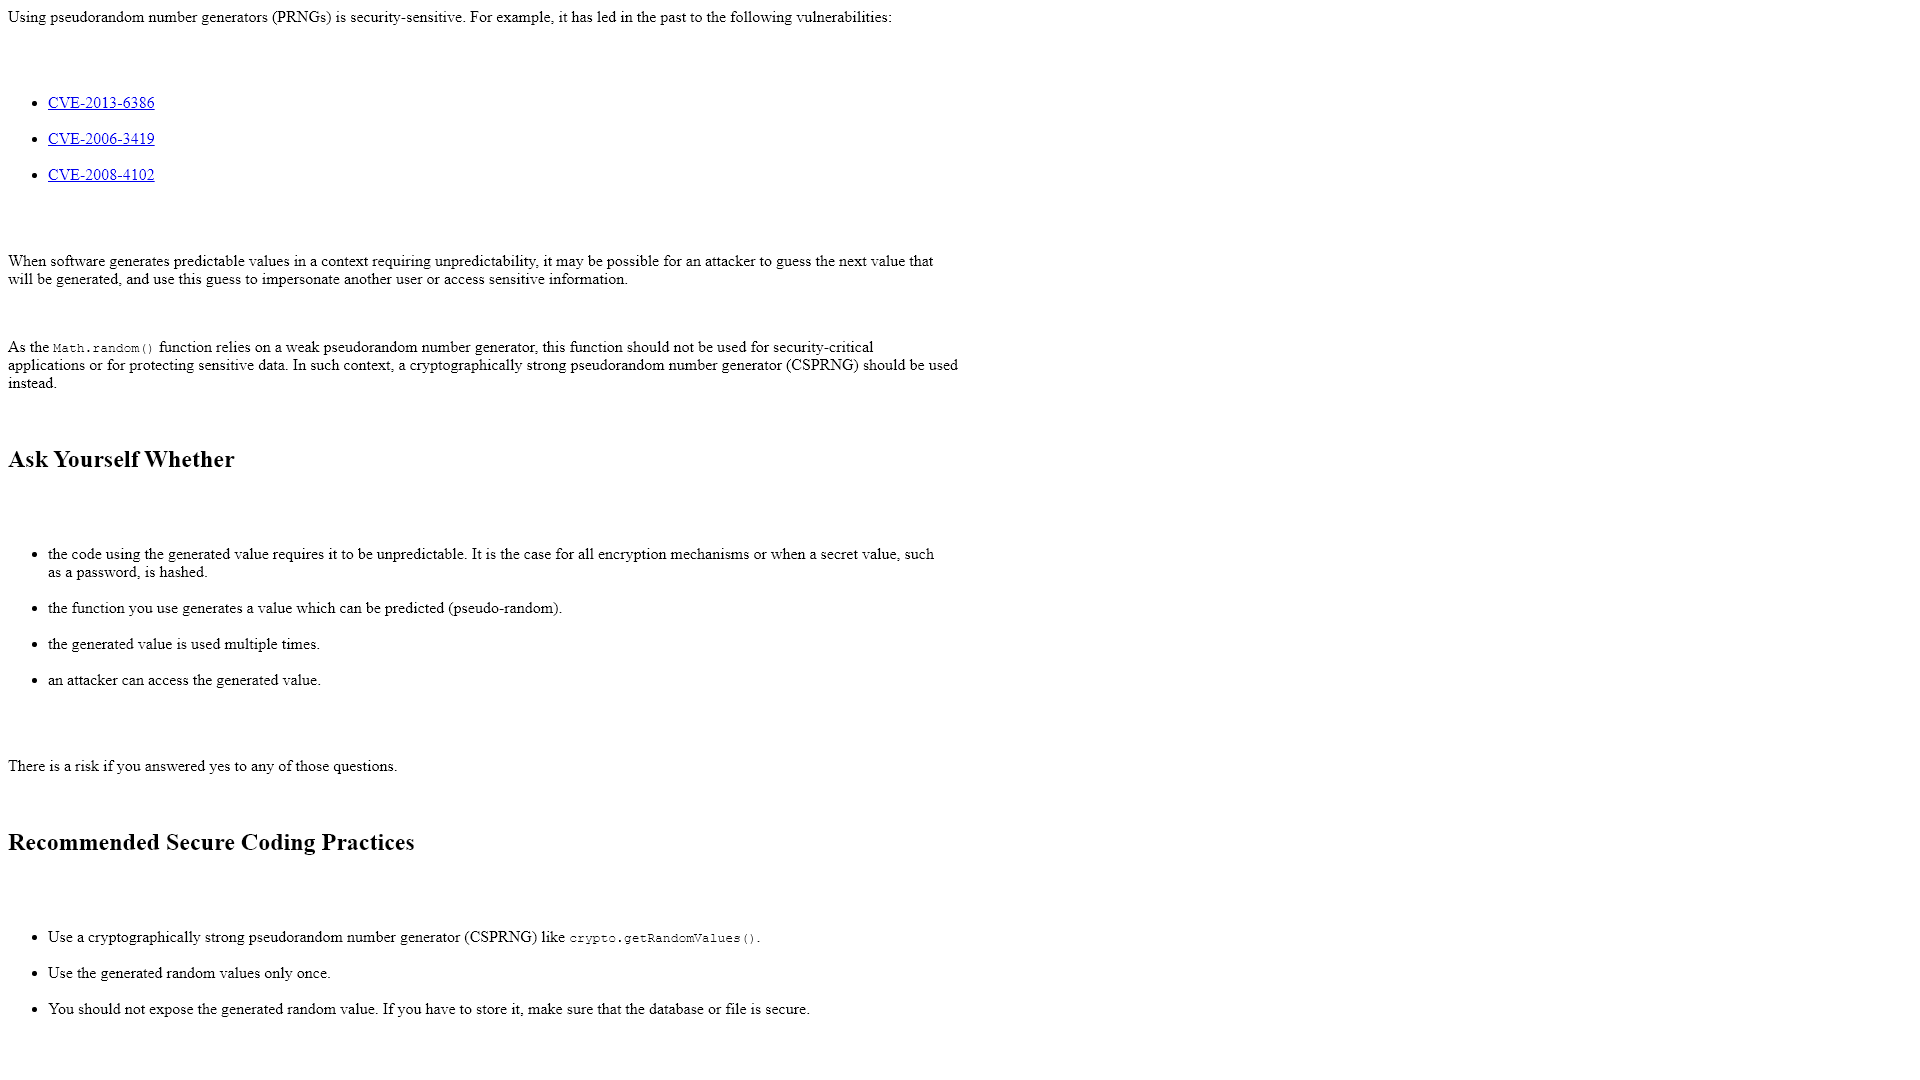 Using pseudorandom number generators (PRNGs) is security-sensitive. For example, it has led in the past to the following vulnerabilities:
• CVE-2013-6386
• CVE-2006-3419
• CVE-2008-4102
When software generates predictable values in a context requiring unpredictability, it may be possible for an attacker to guess the next value that
will be generated, and use this guess to impersonate another user or access sensitive information.
As the Math.random() function relies on a weak pseudorandom number generator, this function should not be used for security-critical
applications or for protecting sensitive data. In such context, a cryptographically strong pseudorandom number generator (CSPRNG) should be used
instead.
Ask Yourself Whether
• the code using the generated value requires it to be unpredictable. It is the case for all encryption mechanisms or when a secret value, such
as a password, is hashed.
• the function you use generates a value which can be predicted (pseudo-random).
• the generated value is used multiple times.
• an attacker can access the generated value.
There is a risk if you answered yes to any of those questions.
Recommended Secure Coding Practices
• Use a cryptographically strong pseudorandom number generator (CSPRNG) like crypto.getRandomValues().
• Use the generated random values only once.
• You should not expose the generated random value. If you have to store it, make sure that the database or file is secure.